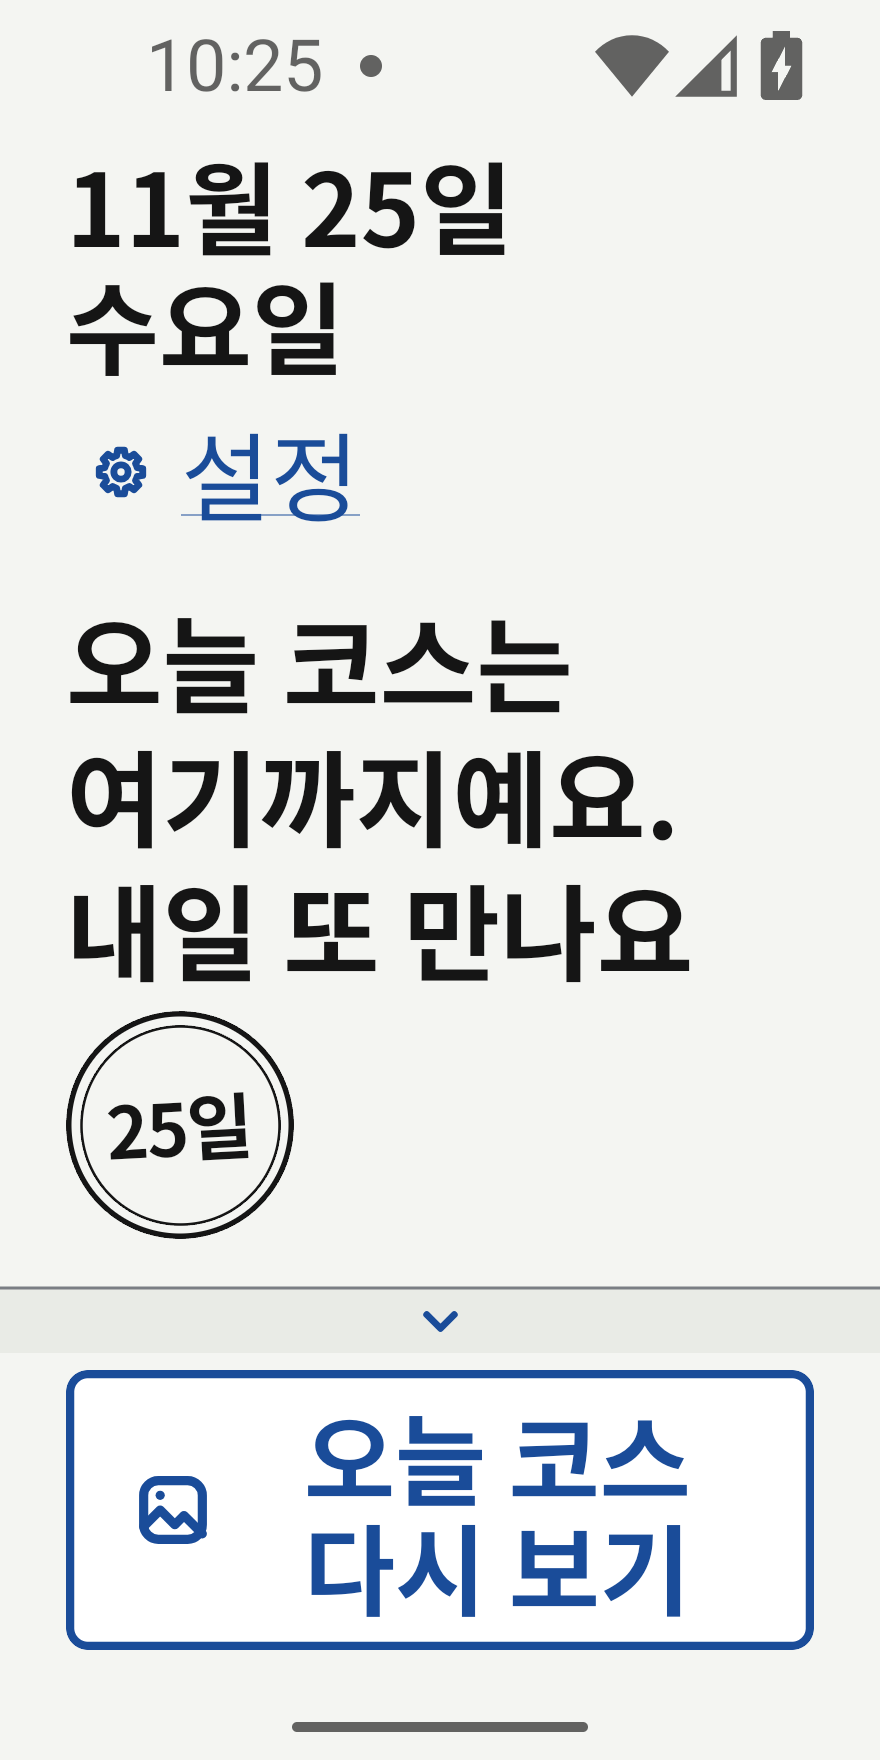 10:25
11월 25일
수요일
설정
오늘 코스는
여기까지예요.
내일 또 만나요
25일
오늘 코스
다시 보기